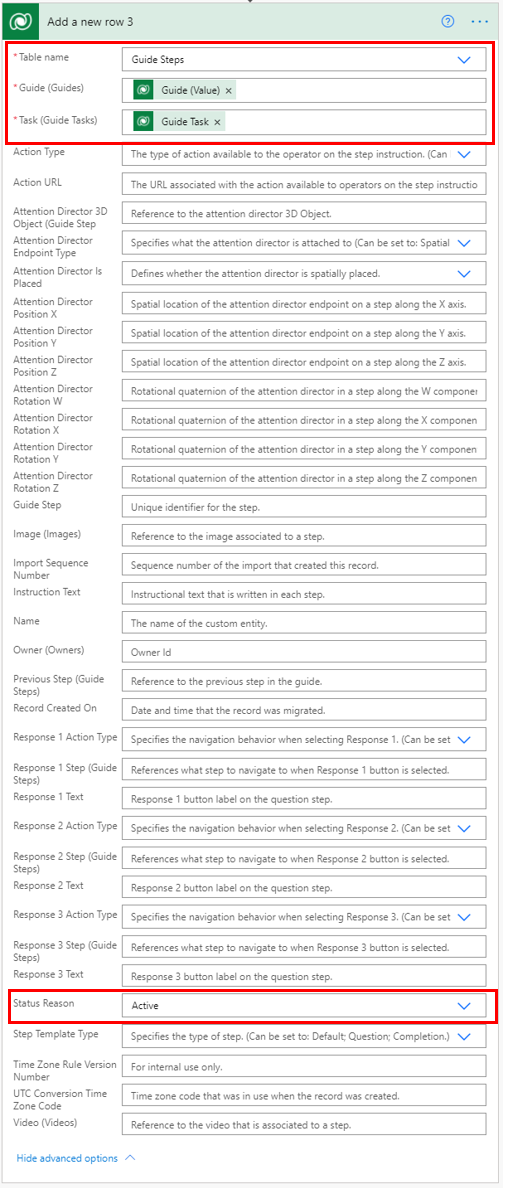 Add a new row 3
* Table name
Guide Steps
* Guide (Guides)
Guide (Value) ×
* Task (Guide Tasks)
Guide Task ×
Action Type
The type of action available to the operator on the step instruction. (Can
Action URL
The URL associated with the action available to operators on the step instructio
Attention Director 3D
Object (Guide Step
Reference to the attention director 3D Object.
Attention Director
Endpoint Type
Specifies what the attention director is attached to (Can be set to: Spatial
Attention Director Is
Placed
Defines whether the attention director is spatially placed.
Attention Director
Position X
Spatial location of the attention director endpoint on a step along the X axis.
Attention Director
Position Y
Spatial location of the attention director endpoint on a step along the Y axis.
Attention Director
Position Z
Spatial location of the attention director endpoint on a step along the Z axis.
Attention Director
Rotation W
Rotational quaternion of the attention director in a step along the W componen
Attention Director
Rotation X
Rotational quaternion of the attention director in a step along the X componen
Attention Director
Rotation Y
Rotational quaternion of the attention director in a step along the Y componen
Attention Director
Rotation Z
Rotational quaternion of the attention director in a step along the Z componen
Guide Step
Unique identifier for the step.
Image (Images)
Reference to the image associated to a step.
Import Sequence
Number
Sequence number of the import that created this record.
Instruction Text
Instructional text that is written in each step.
Name
The name of the custom entity.
Owner (Owners)
Owner Id
Previous Step (Guide
Steps)
Reference to the previous step in the guide.
Record Created On
Date and time that the record was migrated.
Response 1 Action Type
Specifies the navigation behavior when selecting Response 1. (Can be set
Response 1 Step (Guide
Steps)
References what step to navigate to when Response 1 button is selected.
Response 1 Text
Response 1 button label on the question step.
Response 2 Action Type
Specifies the navigation behavior when selecting Response 2. (Can be set
Response 2 Step (Guide
Steps)
References what step to navigate to when Response 2 button is selected.
Response 2 Text
Response 2 button label on the question step.
Response 3 Action Type
Specifies the navigation behavior when selecting Response 3. (Can be set
Response 3 Step (Guide
Steps)
References what step to navigate to when Response 3 button is selected.
Response 3 Text
Response 3 button label on the question step.
Status Reason
Active
Step Template Type
Specifies the type of step. (Can be set to: Default; Question; Completion.)
Time Zone Rule Version
Number
For internal use only.
UTC Conversion Time
Zone Code
Time zone code that was in use when the record was created.
Video (Videos)
Reference to the video that is associated to a step.
Hide advanced options